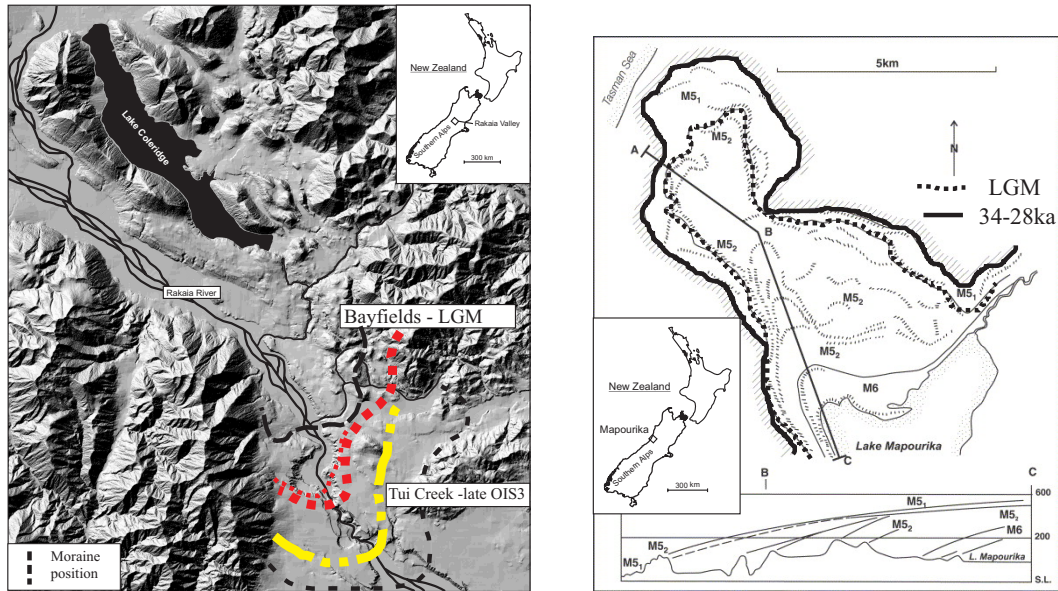 New Zealand
Rakaia Valley
Southern Alps
300 km
Lake Coleridge
Rakaia River
Bayfields - LGM
Tui Creek -late OIS3
Moraine
position
Tasman Sea
5km
M5₁
M5₂
A
N
LGM
34-28ka
B
M5₂
M5₁
M5₂
M5₂
M6
Lake Mapourika
C
New Zealand
Mapourika
Southern Alps
300 km
B
C
600
M5₁
M5₂
M5₂
M6
M5₂
200
M5₁
L. Mapourika
S.L.